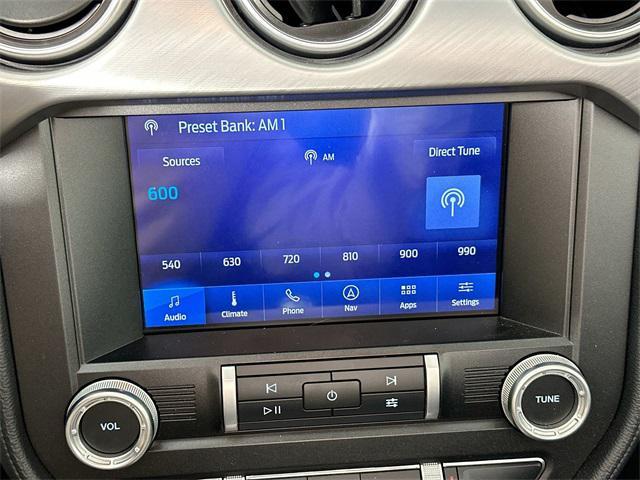 Preset Bank: AM 1
Sources
AM
Direct Tune
600
540 630 720 810 900 990
Audio Climate Phone Nav Apps Settings
VOL
TUNE